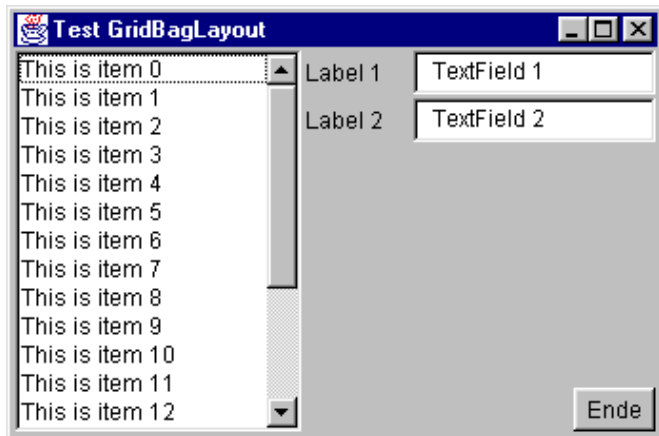 Test GridBagLayout
This is item 0
This is item 1
This is item 2
This is item 3
This is item 4
This is item 5
This is item 6
This is item 7
This is item 8
This is item 9
This is item 10
This is item 11
This is item 12
Label 1 TextField 1
Label 2 TextField 2
Ende